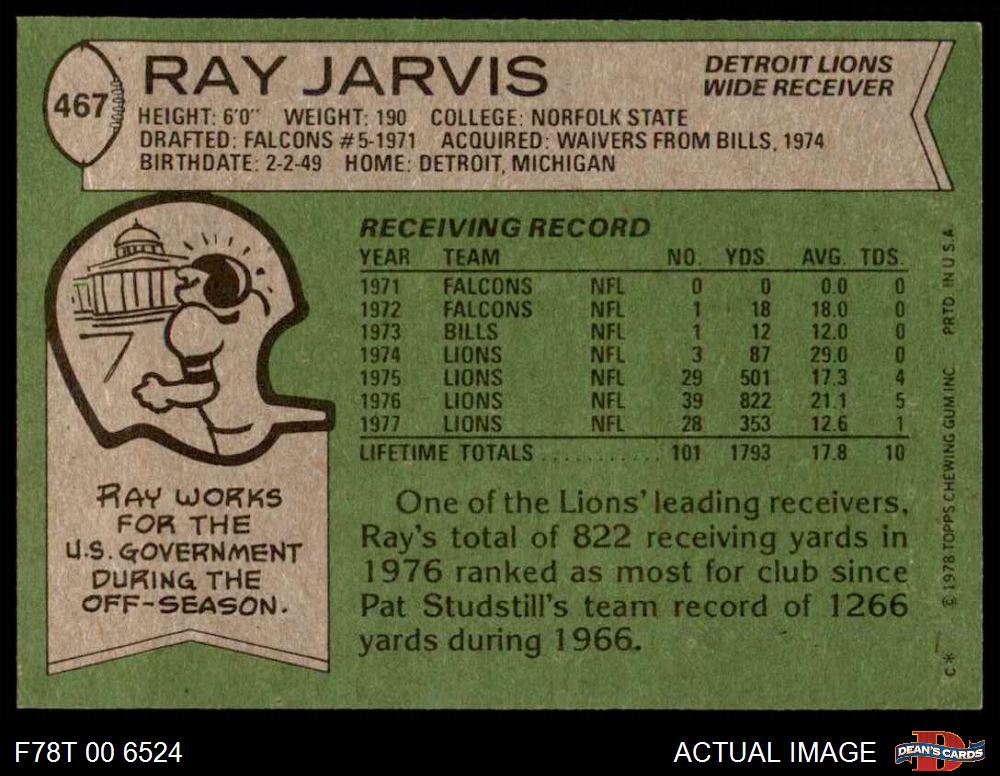 467
RAY JARVIS
DETROIT LIONS
WIDE RECEIVER
HEIGHT: 6'0" WEIGHT: 190 COLLEGE: NORFOLK STATE
DRAFTED: FALCONS #5-1971 ACQUIRED: WAIVERS FROM BILLS, 1974
BIRTHDATE: 2-2-49 HOME: DETROIT, MICHIGAN
RECEIVING RECORD
YEAR TEAM NO. YDS. AVG. TDS.
1971 FALCONS NFL 0 0 0.0 0
1972 FALCONS NFL 1 18 18.0 0
1973 BILLS NFL 1 12 12.0 0
1974 LIONS NFL 3 87 29.0 0
1975 LIONS NFL 29 501 17.3 4
1976 LIONS NFL 39 822 21.1 5
1977 LIONS NFL 28 353 12.6 1
LIFETIME TOTALS ........... 101 1793 17.8 10
RAY WORKS
FOR THE
U.S. GOVERNMENT
DURING THE
OFF-SEASON.
One of the Lions' leading receivers,
Ray's total of 822 receiving yards in
1976 ranked as most for club since
Pat Studstill's team record of 1266
yards during 1966.
C* © 1978 TOPPS CHEWING GUM INC PRTD. IN U.S.A.
F78T 00 6524
ACTUAL IMAGE
DEAN'S CARDS